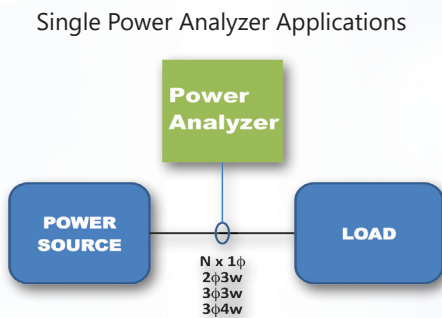 Single Power Analyzer Applications
Power
Analyzer
POWER
SOURCE
LOAD
N x 1ϕ
2ϕ3w
3ϕ3w
3ϕ4w